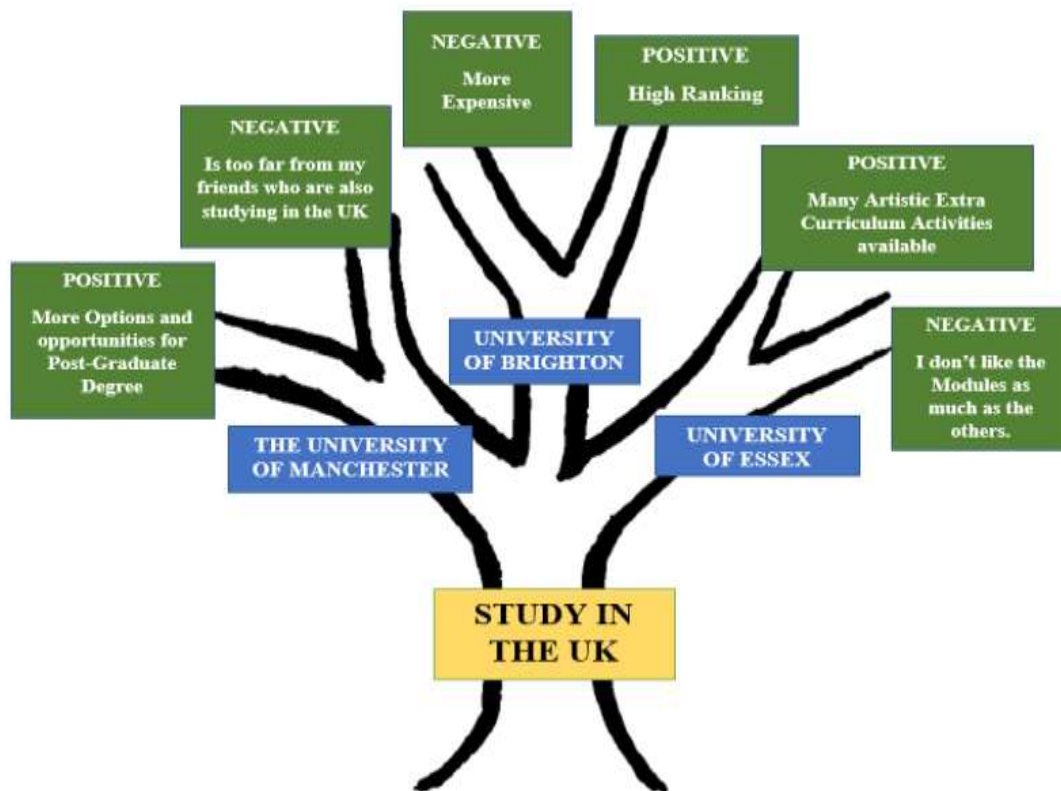 NEGATIVE
More
Expensive
POSITIVE
High Ranking
NEGATIVE
Is too far from my
friends who are also
studying in the UK
POSITIVE
Many Artistic Extra
Curriculum Activities
available
POSITIVE
More Options and
opportunities for
Post-Graduate
Degree
NEGATIVE
I don't like the
Modules as
much as the
others.
UNIVERSITY
OF BRIGHTON
THE UNIVERSITY
OF MANCHESTER
UNIVERSITY
OF ESSEX
STUDY IN
THE UK